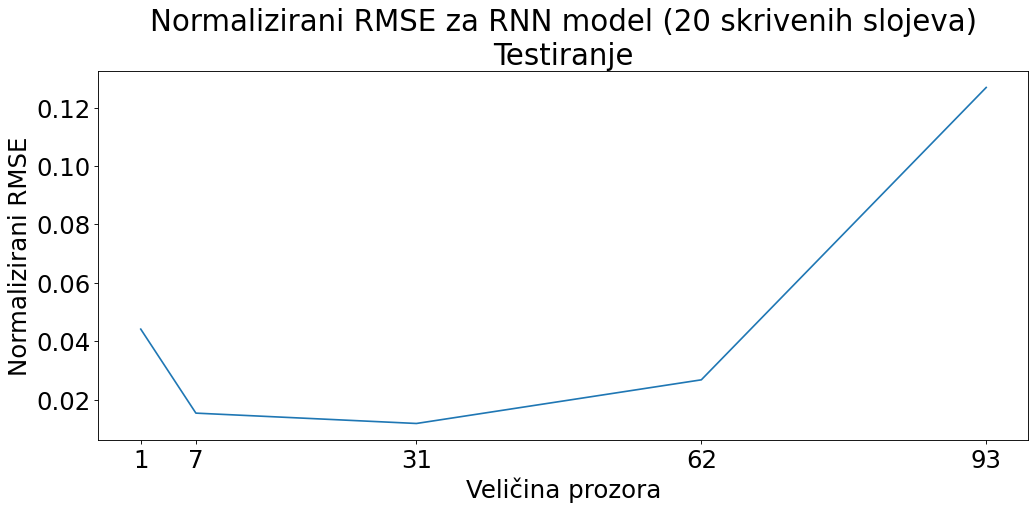 Normalizirani RMSE za RNN model (20 skrivenih slojeva)
Testiranje
Normalizirani RMSE
0.12
0.10
0.08
0.06
0.04
0.02
1 7 31 62 93
Veličina prozora